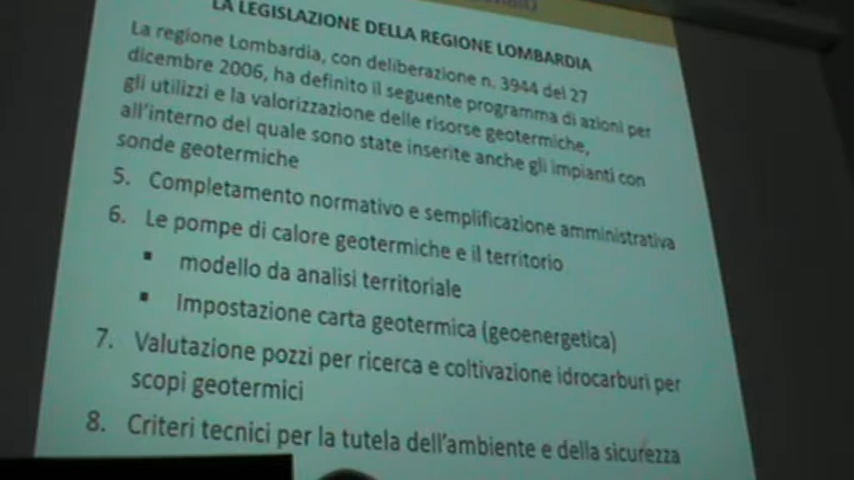 LA LEGISLAZIONE DELLA REGIONE LOMBARDIA
La regione Lombardia, con deliberazione n. 3944 del 27
dicembre 2006, ha definito il seguente programma di azioni per
gli utilizzi e la valorizzazione delle risorse geotermiche,
all'interno del quale sono state inserite anche gli impianti con
sonde geotermiche
5. Completamento normativo e semplificazione amministrativa
6. Le pompe di calore geotermiche e il territorio
▪ modello da analisi territoriale
▪ Impostazione carta geotermica (geoenergetica)
7. Valutazione pozzi per ricerca e coltivazione idrocarburi per
scopi geotermici
8. Criteri tecnici per la tutela dell'ambiente e della sicurezza